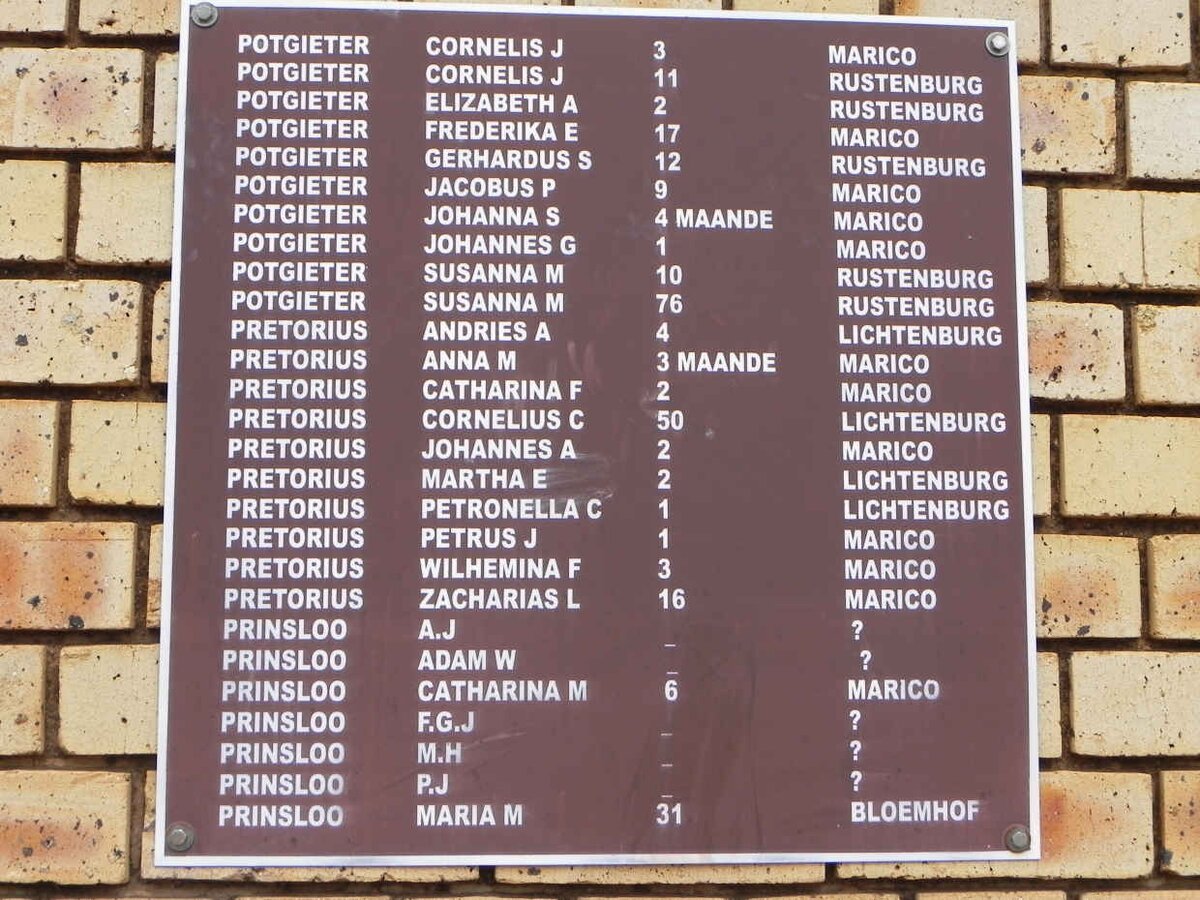 POTGIETER CORNELIS J 3 MARICO
POTGIETER CORNELIS J 11 RUSTENBURG
POTGIETER ELIZABETH A 2 RUSTENBURG
POTGIETER FREDERIKA E 17 MARICO
POTGIETER GERHARDUS S 12 RUSTENBURG
POTGIETER JACOBUS P 9 MARICO
POTGIETER JOHANNA S 4 MAANDE MARICO
POTGIETER JOHANNES G 1 MARICO
POTGIETER SUSANNA M 10 RUSTENBURG
POTGIETER SUSANNA M 76 RUSTENBURG
PRETORIUS ANDRIES A 4 LICHTENBURG
PRETORIUS ANNA M 3 MAANDE MARICO
PRETORIUS CATHARINA F 2 MARICO
PRETORIUS CORNELIUS C 50 LICHTENBURG
PRETORIUS JOHANNES A 2 MARICO
PRETORIUS MARTHA E 2 LICHTENBURG
PRETORIUS PETRONELLA C 1 LICHTENBURG
PRETORIUS PETRUS J 1 MARICO
PRETORIUS WILHEMINA F 3 MARICO
PRETORIUS ZACHARIAS L 16 MARICO
PRINSLOO A.J _ ?
PRINSLOO ADAM W _ ?
PRINSLOO CATHARINA M 6 MARICO
PRINSLOO F.G.J _ ?
PRINSLOO M.H _ ?
PRINSLOO P.J _ ?
PRINSLOO MARIA M 31 BLOEMHOF